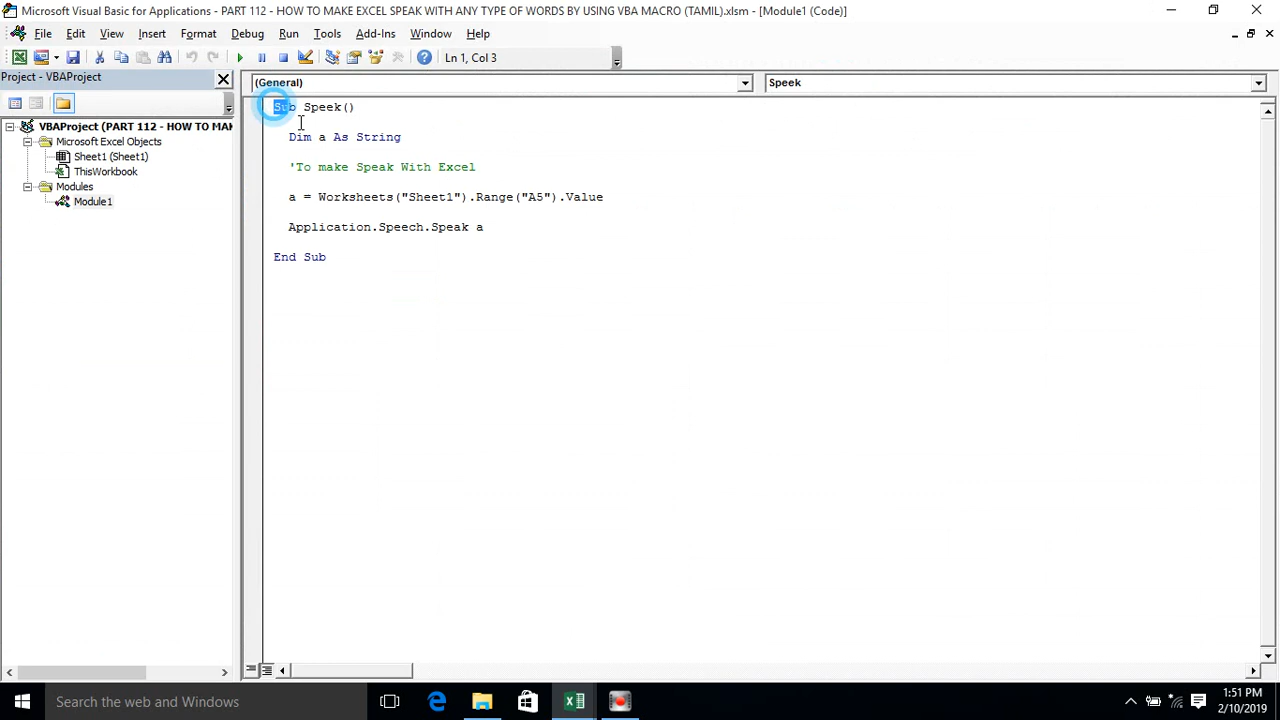 Microsoft Visual Basic for Applications - PART 112 - HOW TO MAKE EXCEL SPEAK WITH ANY TYPE OF WORDS BY USING VBA MACRO (TAMIL).xlsm - [Module1 (Code)]
File Edit View Insert Format Debug Run Tools Add-Ins Window Help
Ln 1, Col 3
Project - VBAProject
(General)
Speek
VBAProject (PART 112 - HOW TO MAK
Microsoft Excel Objects
Sheet1 (Sheet1)
ThisWorkbook
Modules
Module1
Sub Speek()
Dim a As String
'To make Speak With Excel
a = Worksheets("Sheet1").Range("A5").Value
Application.Speech.Speak a
End Sub
Search the web and Windows
1:51 PM
2/10/2019